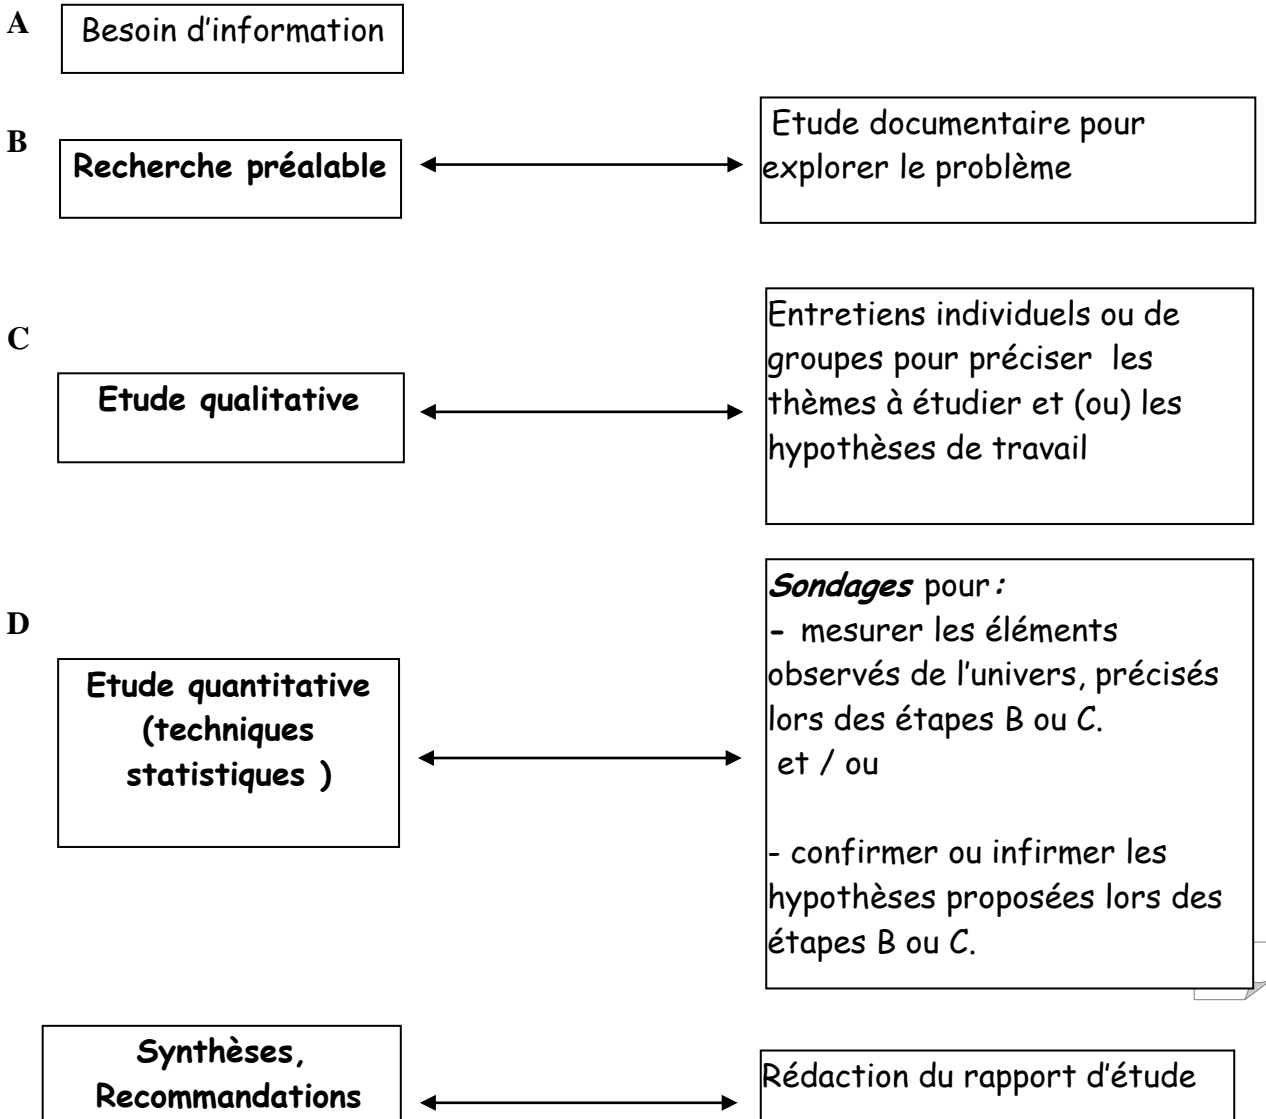 A
Besoin d'information
B
Recherche préalable
Etude documentaire pour
explorer le problème
C
Etude qualitative
Entretiens individuels ou de
groupes pour préciser les
thèmes à étudier et (ou) les
hypothèses de travail
D
Etude quantitative
(techniques
statistiques )
Sondages pour :
- mesurer les éléments
observés de l'univers, précisés
lors des étapes B ou C.
et / ou
- confirmer ou infirmer les
hypothèses proposées lors des
étapes B ou C.
Synthèses,
Recommandations
Rédaction du rapport d'étude